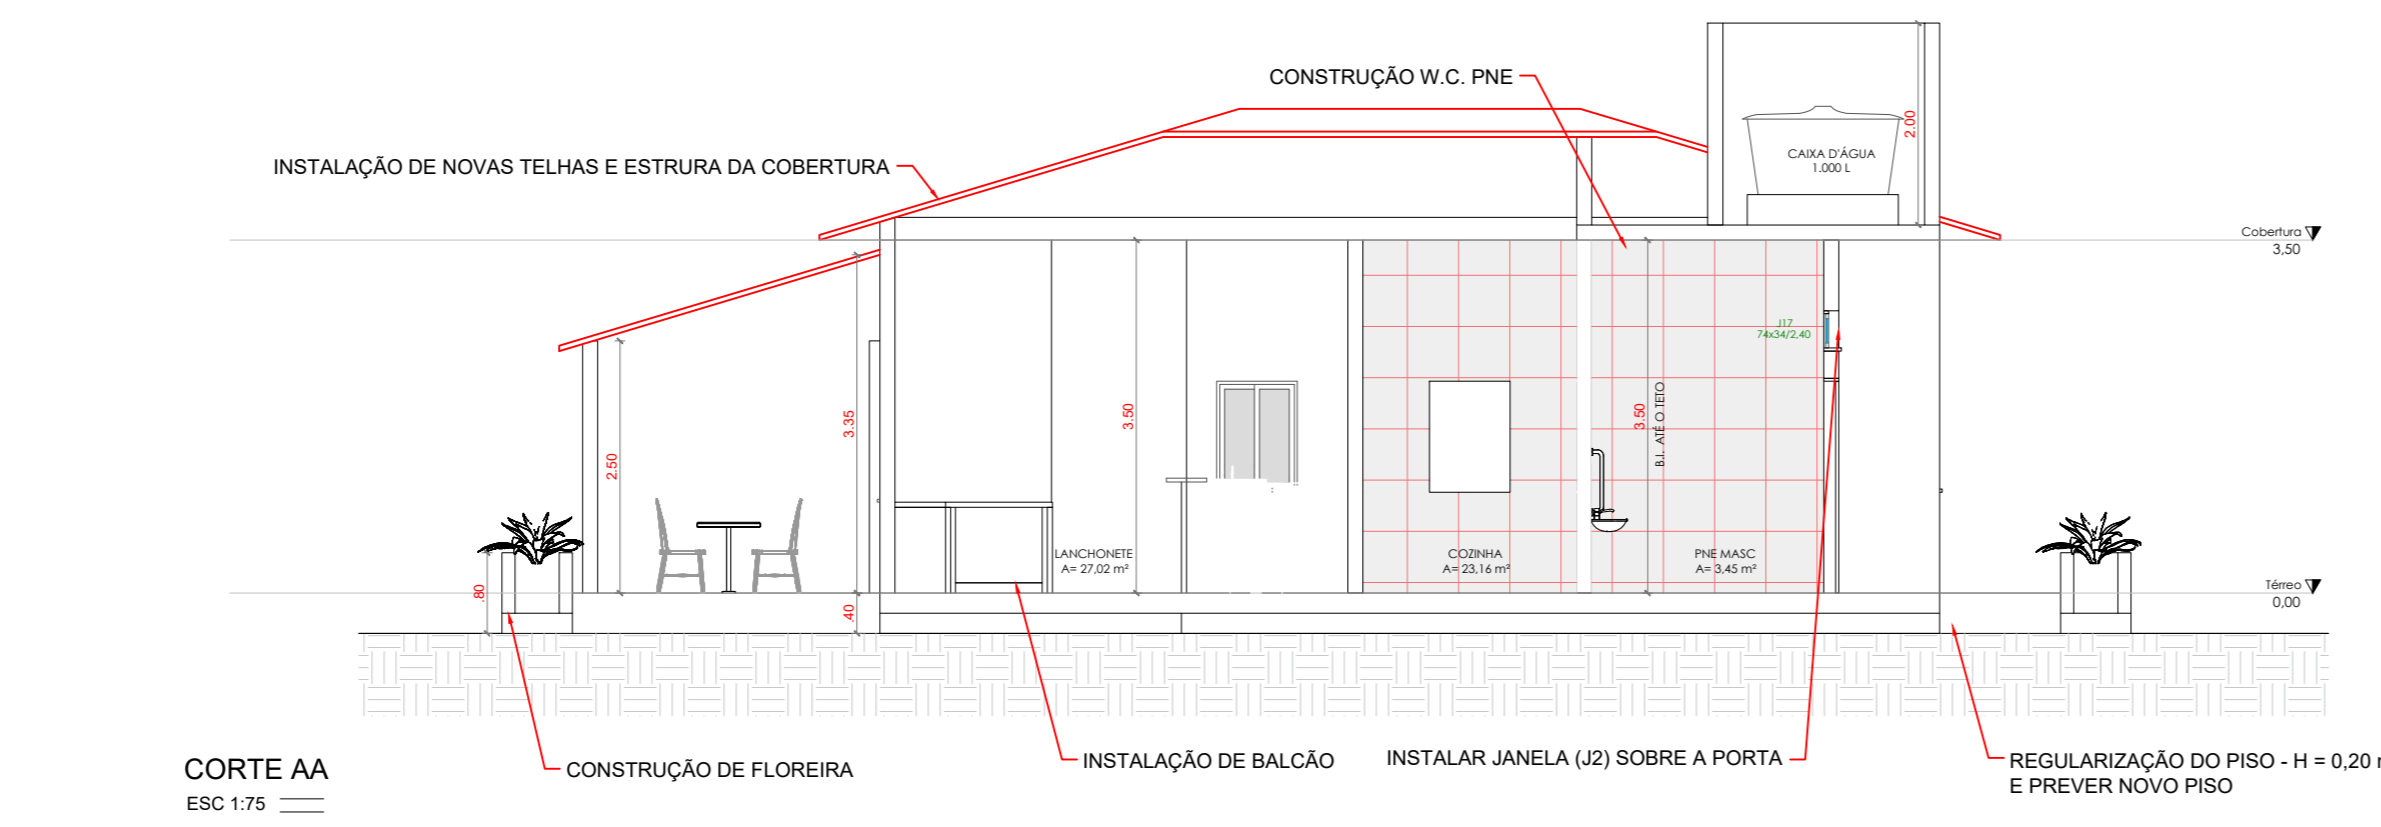 CONSTRUÇÃO W.C. PNE
2.00
CAIXA D'ÁGUA
1.000 L
INSTALAÇÃO DE NOVAS TELHAS E ESTRURA DA COBERTURA
Cobertura
3,50
J17
74x34/2,40
3.35
3.50
3.50
B.I. ATÉ O TETO
2.50
LANCHONETE
A= 27,02 m²
COZINHA
A= 23,16 m²
PNE MASC
A= 3,45 m²
.80
.40
Térreo
0,00
CORTE AA
ESC 1:75
CONSTRUÇÃO DE FLOREIRA
INSTALAÇÃO DE BALCÃO
INSTALAR JANELA (J2) SOBRE A PORTA
REGULARIZAÇÃO DO PISO - H = 0,20
E PREVER NOVO PISO